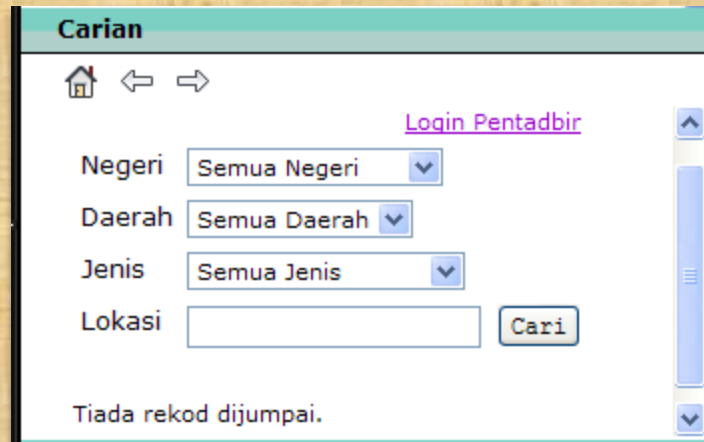 Carian
Login Pentadbir
Negeri Semua Negeri
Daerah Semua Daerah
Jenis Semua Jenis
Lokasi Cari
Tiada rekod dijumpai.